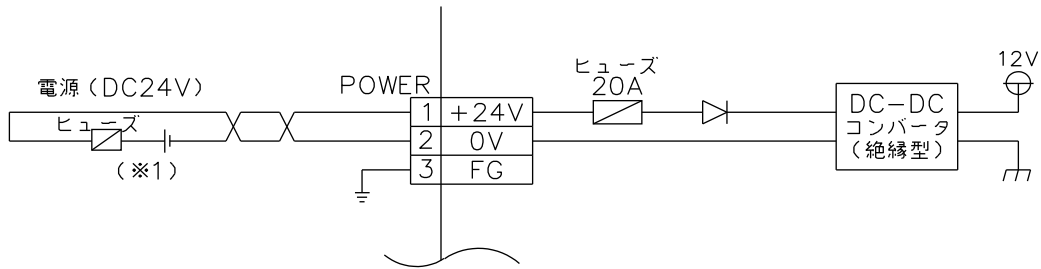 電源（DC24V）
ヒューズ
（※1）
POWER
1 +24V
2 0V
3 FG
ヒューズ
20A
DC−DC
コンバータ
（絶縁型）
12V